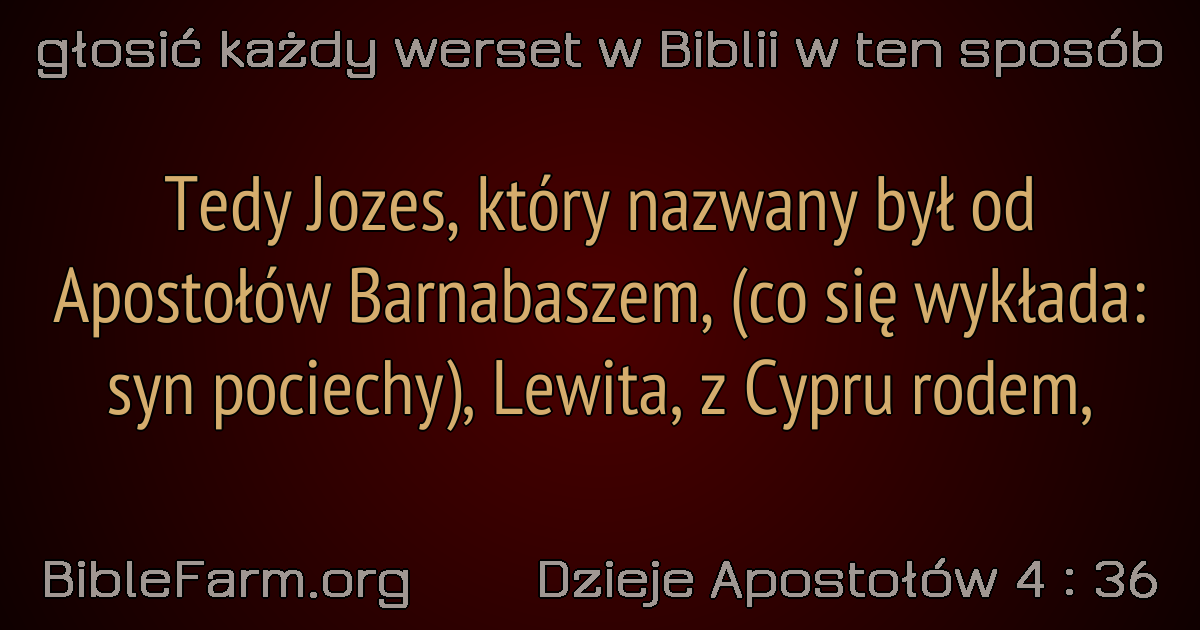 głosić każdy werset w Biblii w ten sposób
Tedy Jozes, który nazwany był od
Apostołów Barnabaszem, (co się wykłada:
syn pociechy), Lewita, z Cypru rodem,
BibleFarm.org
Dzieje Apostołów 4 : 36